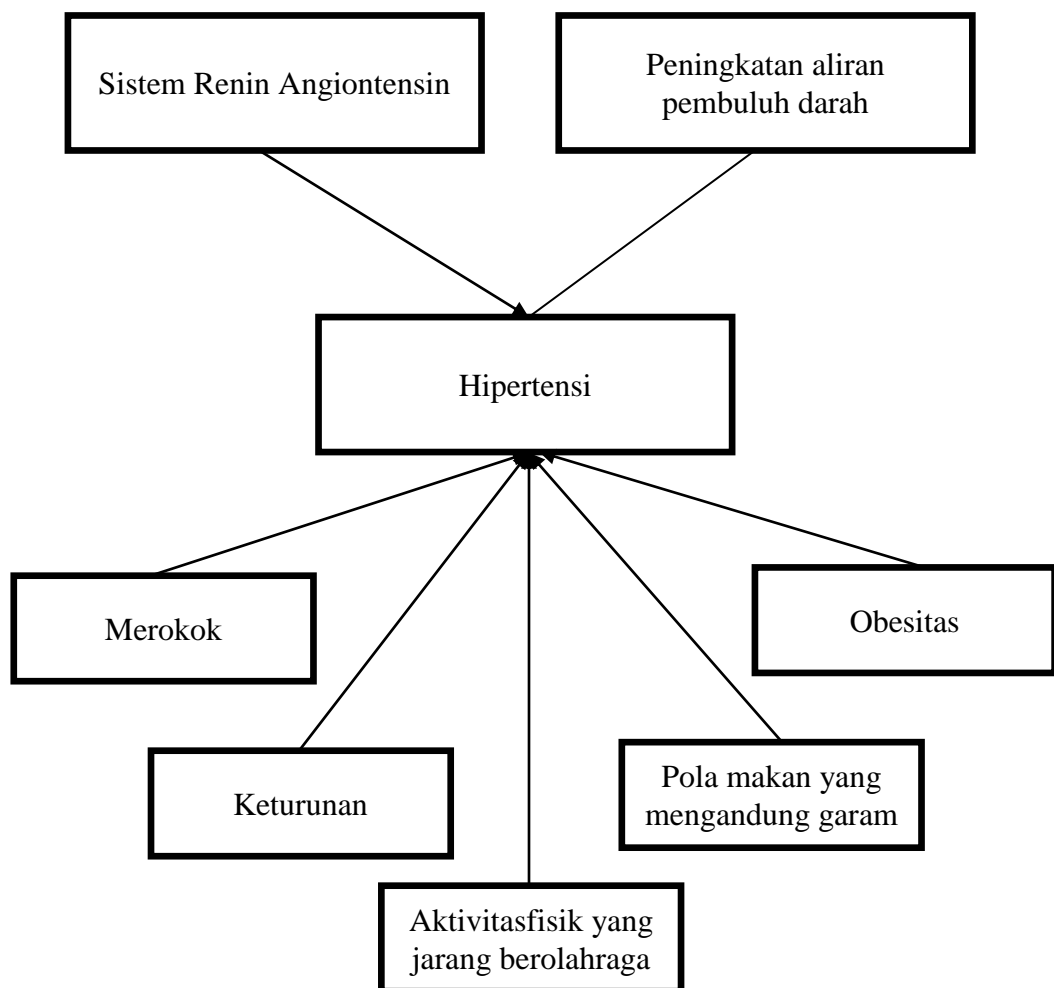 Sistem Renin Angiontensin
Peningkatan aliran
pembuluh darah
Hipertensi
Merokok
Obesitas
Keturunan
Pola makan yang
mengandung garam
Aktivitasfisik yang
jarang berolahraga